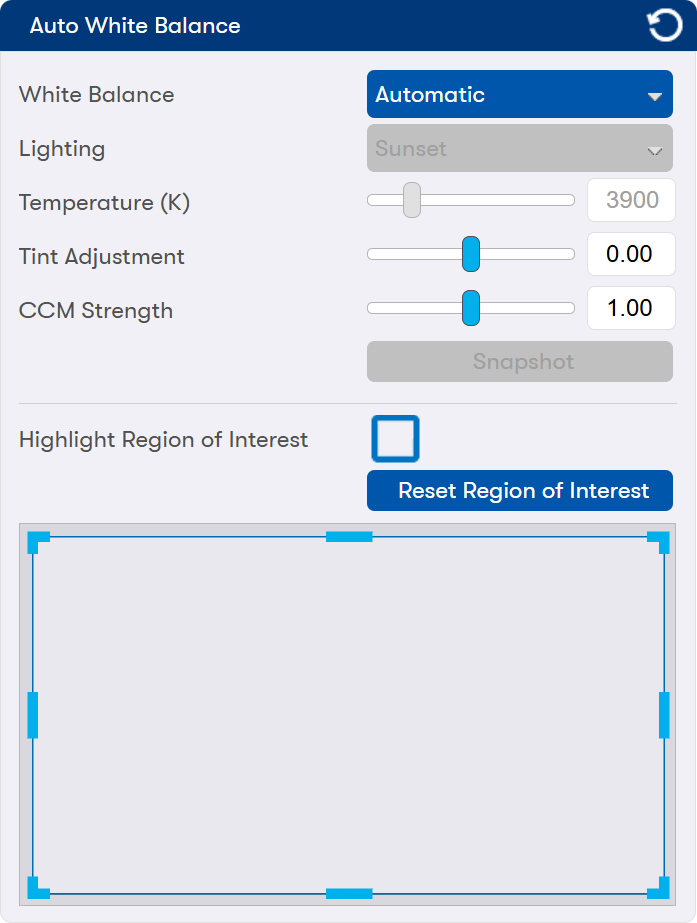 Auto White Balance
White Balance Automatic
Lighting Sunset
Temperature (K) 3900
Tint Adjustment 0.00
CCM Strength 1.00
Snapshot
Highlight Region of Interest
Reset Region of Interest